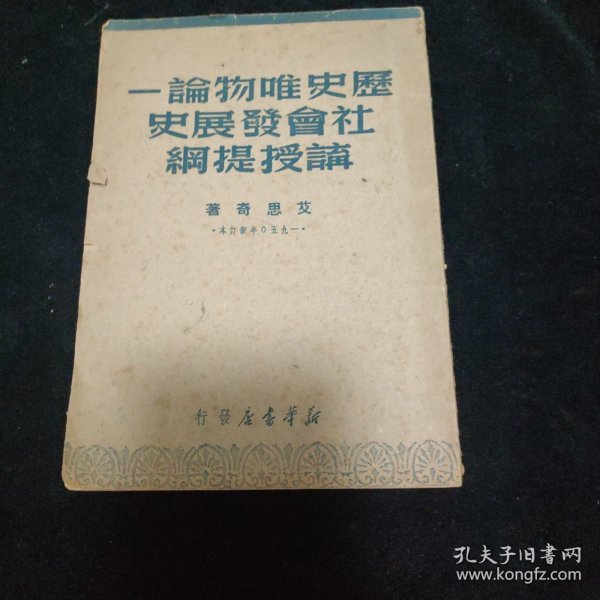 歷史唯物論—
社會發展史
講授提綱
艾思奇著
·一九五〇年新訂本·
新華書店發行
孔夫子旧书网
www.kongfz.com